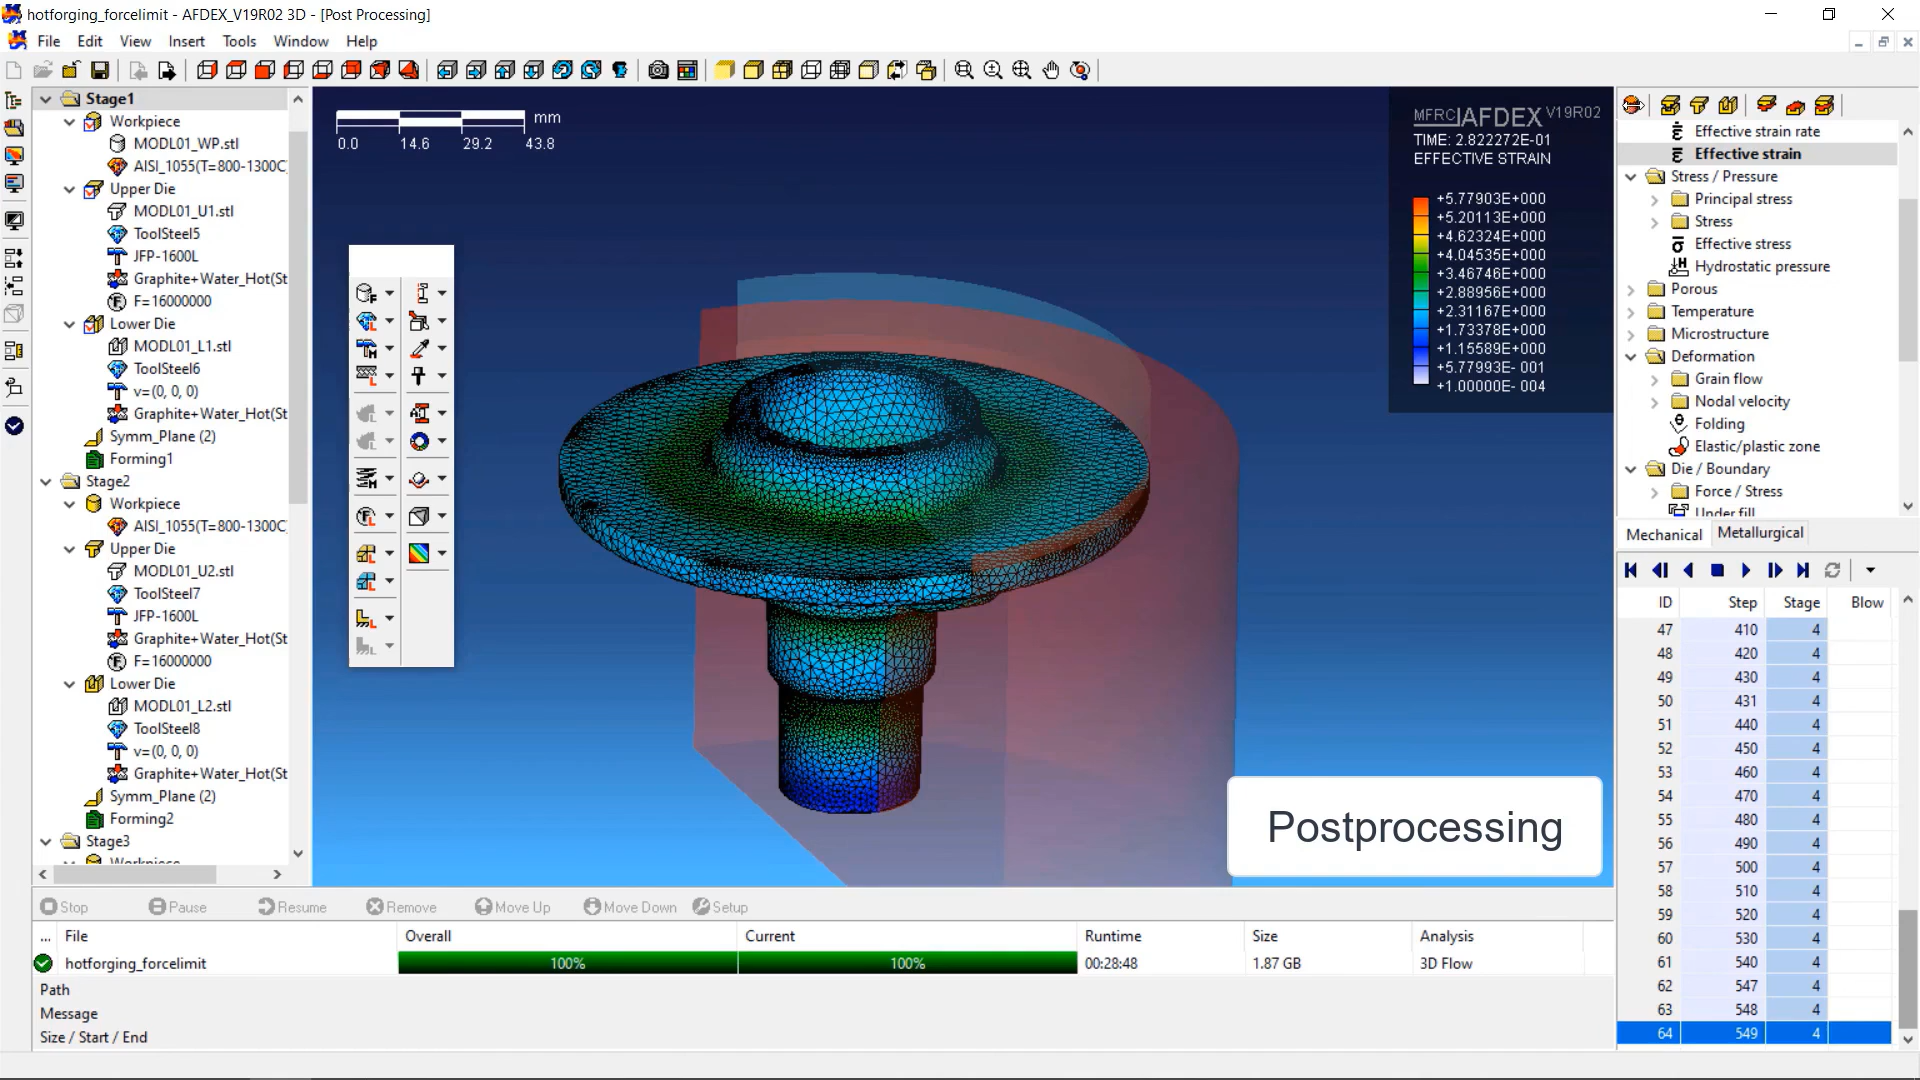 hotforging_forcelimit - AFDEX_V19R02 3D - [Post Processing]
File Edit View Insert Tools Window Help
Stage1
Workpiece
MODL01_WP.stl
AISI_1055(T=800-1300C
Upper Die
MODL01_U1.stl
ToolSteel5
JFP-1600L
Graphite+Water_Hot(St
F=16000000
Lower Die
MODL01_L1.stl
ToolSteel6
v=(0, 0, 0)
Graphite+Water_Hot(St
Symm_Plane (2)
Forming1
Stage2
Workpiece
AISI_1055(T=800-1300C
Upper Die
MODL01_U2.stl
ToolSteel7
JFP-1600L
Graphite+Water_Hot(St
F=16000000
Lower Die
MODL01_L2.stl
ToolSteel8
v=(0, 0, 0)
Graphite+Water_Hot(St
Symm_Plane (2)
Forming2
Stage3
Workpiece
mm
0.0 14.6 29.2 43.8
MFRC AFDEX V19R02
TIME: 2.822272E-01
EFFECTIVE STRAIN
+5.77903E+000
+5.20113E+000
+4.62324E+000
+4.04535E+000
+3.46746E+000
+2.88956E+000
+2.31167E+000
+1.73378E+000
+1.15589E+000
+5.77993E- 001
+1.00000E- 004
Postprocessing
Effective strain rate
Effective strain
Stress / Pressure
Principal stress
Stress
Effective stress
Hydrostatic pressure
Porous
Temperature
Microstructure
Deformation
Grain flow
Nodal velocity
Folding
Elastic/plastic zone
Die / Boundary
Force / Stress
Under fill
Mechanical Metallurgical
ID Step Stage Blow
47 410 4
48 420 4
49 430 4
50 431 4
51 440 4
52 450 4
53 460 4
54 470 4
55 480 4
56 490 4
57 500 4
58 510 4
59 520 4
60 530 4
61 540 4
62 547 4
63 548 4
64 549 4
Stop Pause Resume Remove Move Up Move Down Setup
... File Overall Current Runtime Size Analysis
hotforging_forcelimit 100% 100% 00:28:48 1.87 GB 3D Flow
Path
Message
Size / Start / End